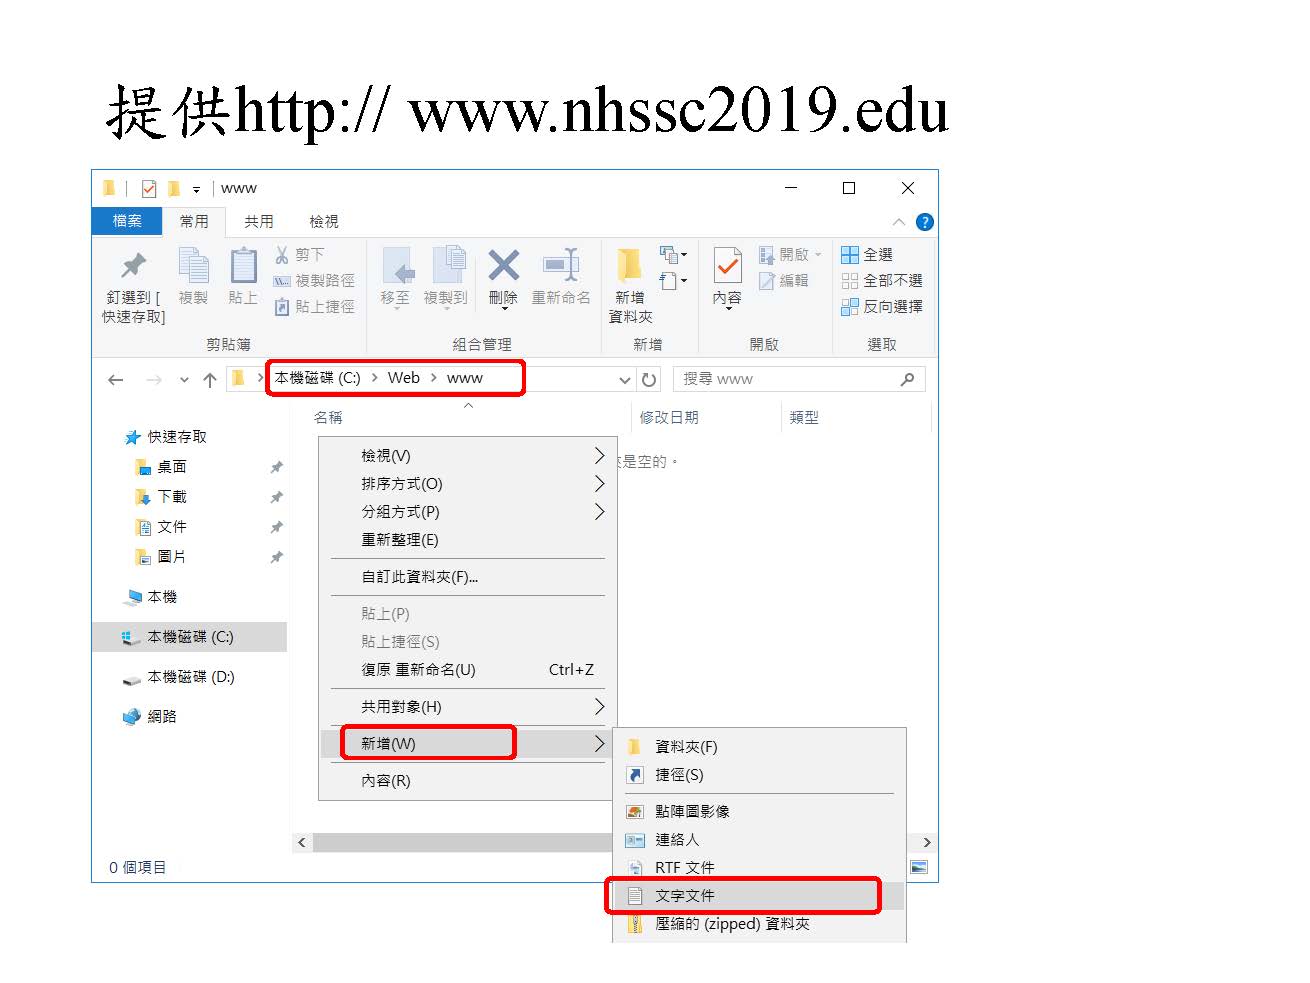 提供http:// www.nhssc2019.edu
www
檔案 常用 共用 檢視
釘選到 [
快速存取]
複製
貼上
剪下
複製路徑
貼上捷徑
剪貼簿
移至
複製到
刪除
重新命名
組合管理
新增
資料夾
新增
內容
開啟
編輯
開啟
全選
全部不選
反向選擇
選取
本機磁碟 (C:) > Web > www
搜尋 www
名稱 修改日期 類型
是空的。
快速存取
桌面
下載
文件
圖片
本機
本機磁碟 (C:)
本機磁碟 (D:)
網路
檢視(V)
排序方式(O)
分組方式(P)
重新整理(E)
自訂此資料夾(F)...
貼上(P)
貼上捷徑(S)
復原 重新命名(U) Ctrl+Z
共用對象(H)
新增(W)
內容(R)
資料夾(F)
捷徑(S)
點陣圖影像
連絡人
RTF 文件
文字文件
壓縮的 (zipped) 資料夾
0 個項目